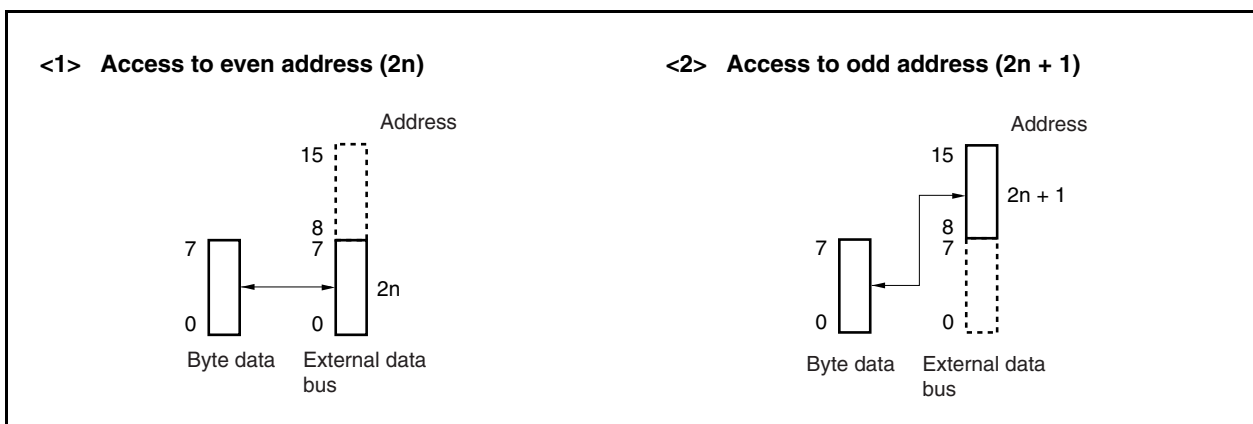 <1> Access to even address (2n)
Address
15
8
7
7
2n
0
0
Byte data
External data
bus
<2> Access to odd address (2n + 1)
Address
15
2n + 1
8
7
7
0
0
Byte data
External data
bus